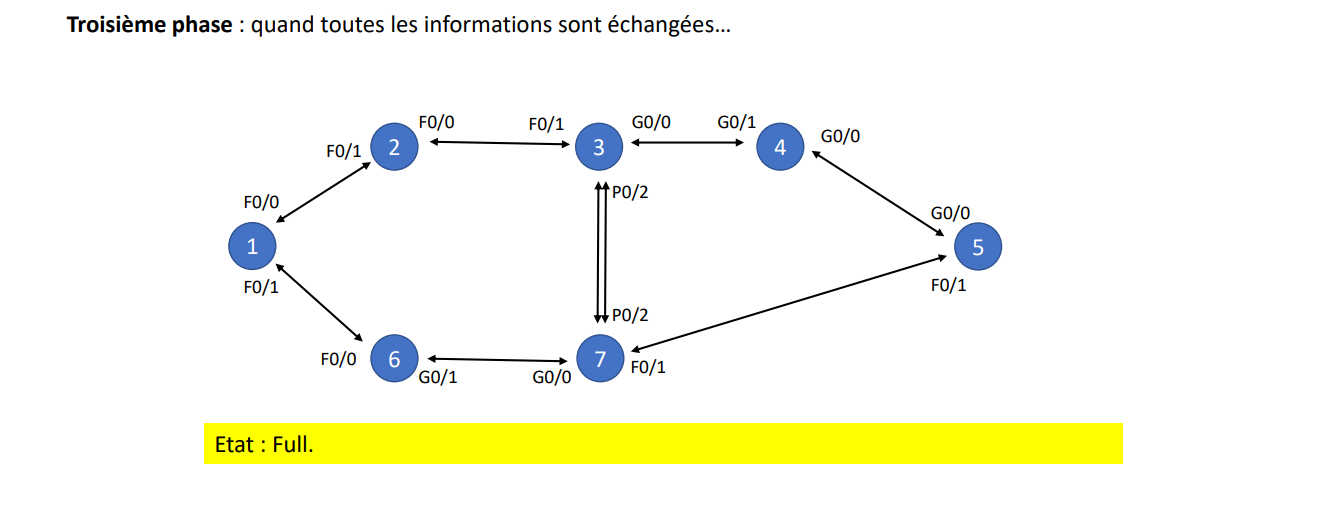 Troisième phase : quand toutes les informations sont échangées…
F0/0
F0/1
G0/0
G0/1
F0/1
2
3
4
G0/0
P0/2
F0/0
G0/0
1
5
F0/1
F0/1
P0/2
F0/0
6
7
F0/1
G0/1
G0/0
Etat : Full.